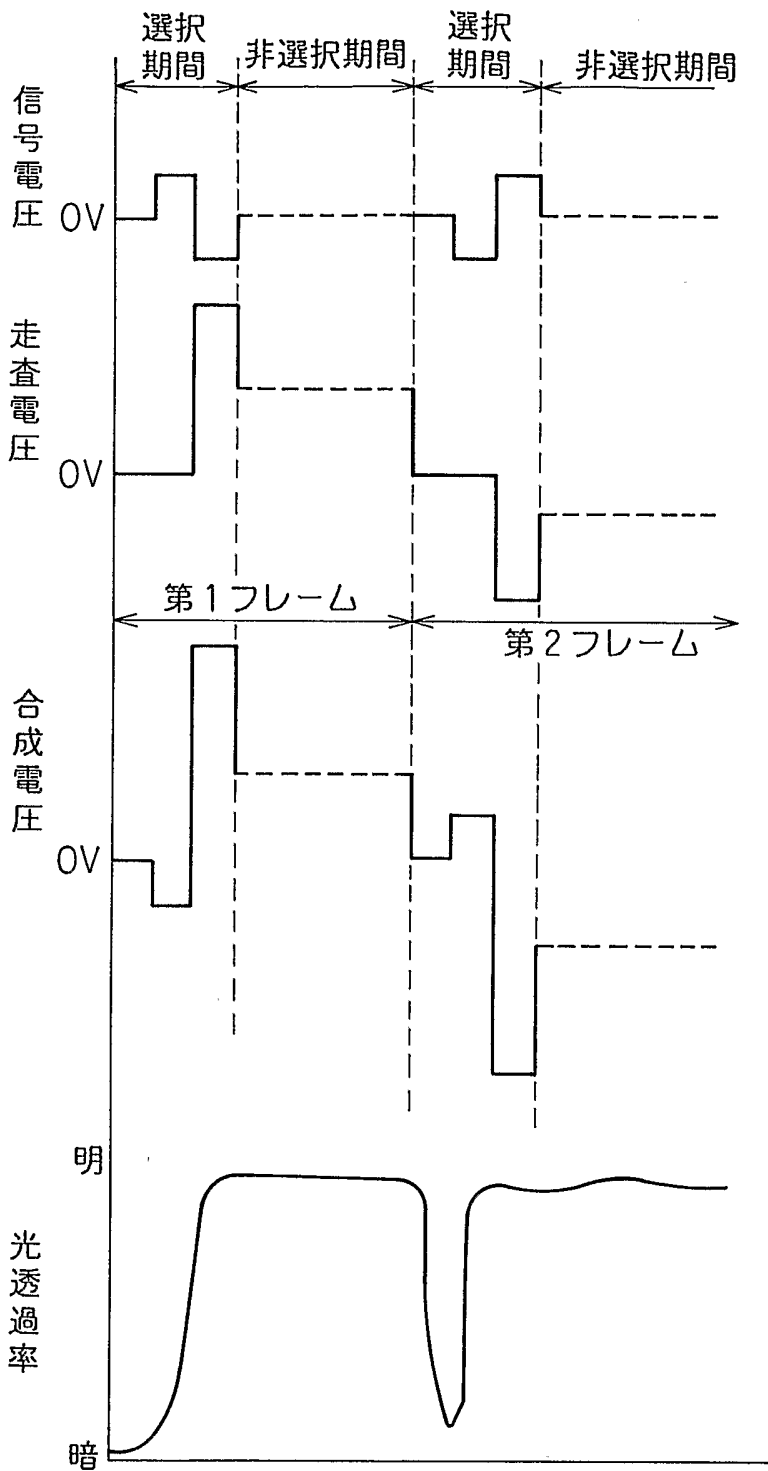 選択
期間
非選択期間
選択
期間
非選択期間
信号電圧
0V
走査電圧
0V
第1フレーム
第2フレーム
合成電圧
0V
明
光透過率
暗